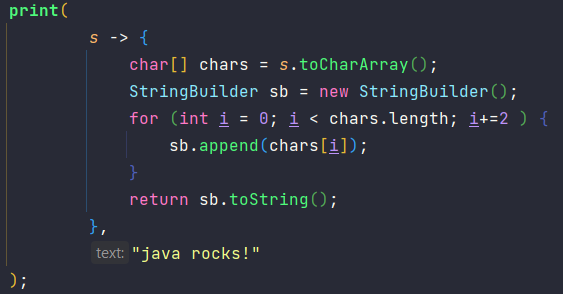 print(
s -> {
char[] chars = s.toCharArray();
StringBuilder sb = new StringBuilder();
for (int i = 0; i < chars.length; i+=2 ) {
sb.append(chars[i]);
}
return sb.toString();
},
text: "java rocks!"
);